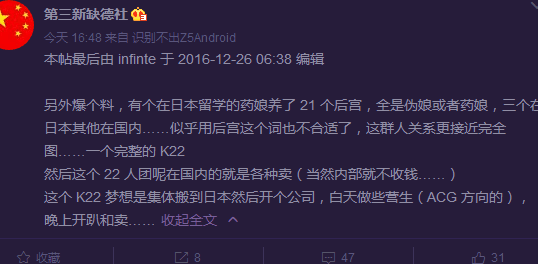 第三新缺德社
今天 16:48 来自 识别不出Z5Android
本帖最后由 infinte 于 2016-12-26 06:38 编辑
另外爆个料，有个在日本留学的药娘养了 21 个后宫，全是伪娘或者药娘，三个在
日本其他在国内……似乎用后宫这个词也不合适了，这群人关系更接近完全
图……一个完整的 K22
然后这个 22 人团呢在国内的就是各种卖（当然内部就不收钱……）
这个 K22 梦想是集体搬到日本然后开个公司，白天做些营生（ACG 方向的），
晚上开趴和卖…… 收起全文
收藏 8 47 31